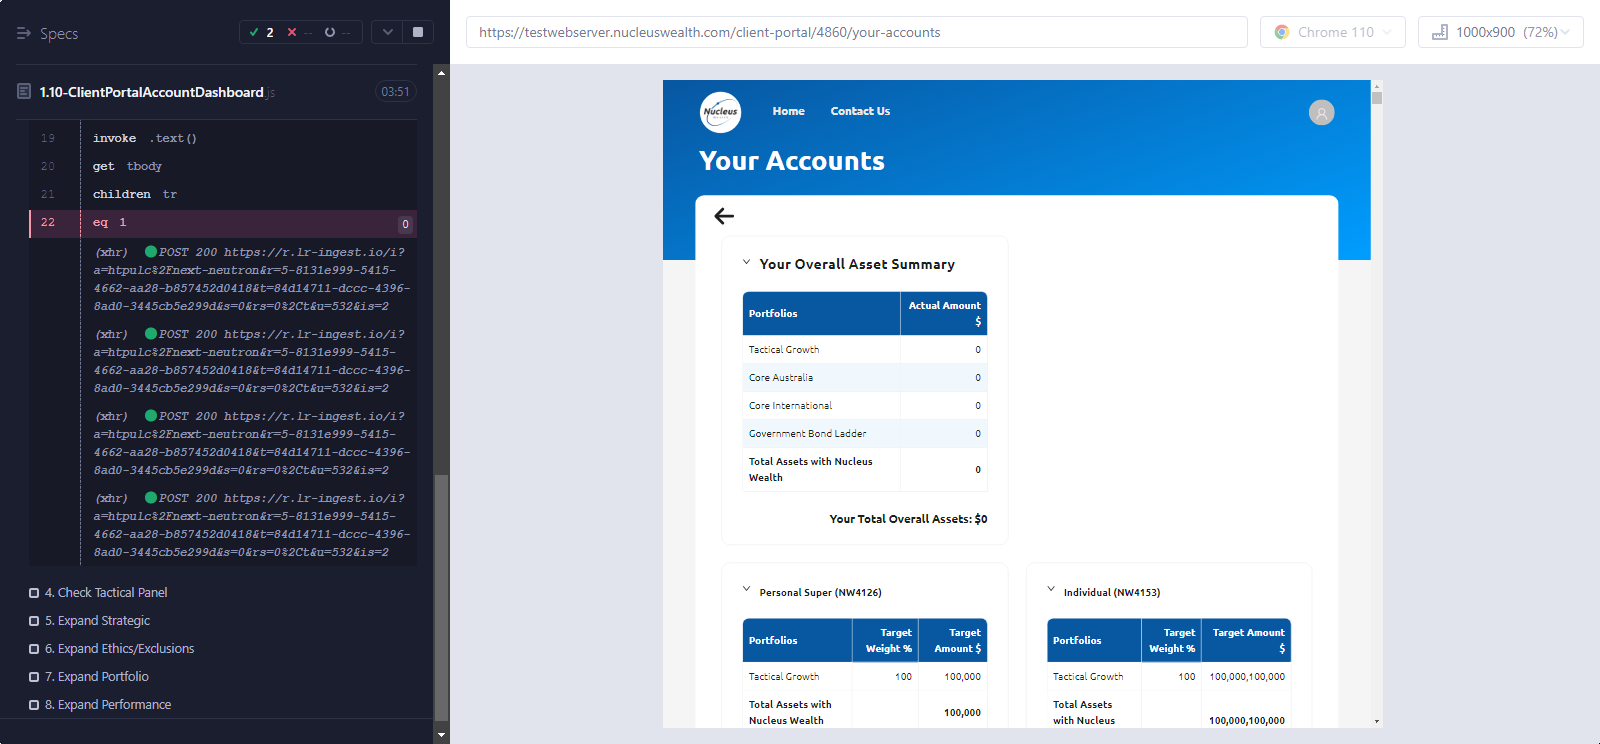 Specs
2
--
--
https://testwebserver.nucleuswealth.com/client-portal/4860/your-accounts
Chrome 110
1000x900 (72%)
1.10-ClientPortalAccountDashboard.js
03:51
19 invoke .text()
20 get tbody
21 children tr
22 eq 1 0
(xhr) POST 200 https://r.lr-ingest.io/i?
a=htpulc%2Fnext-neutron&r=5-8131e999-5415-
4662-aa28-b857452d0418&t=84d14711-dccc-4396-
8ad0-3445cb5e299d&s=0&rs=0%2Ct&u=532&is=2
(xhr) POST 200 https://r.lr-ingest.io/i?
a=htpulc%2Fnext-neutron&r=5-8131e999-5415-
4662-aa28-b857452d0418&t=84d14711-dccc-4396-
8ad0-3445cb5e299d&s=0&rs=0%2Ct&u=532&is=2
(xhr) POST 200 https://r.lr-ingest.io/i?
a=htpulc%2Fnext-neutron&r=5-8131e999-5415-
4662-aa28-b857452d0418&t=84d14711-dccc-4396-
8ad0-3445cb5e299d&s=0&rs=0%2Ct&u=532&is=2
(xhr) POST 200 https://r.lr-ingest.io/i?
a=htpulc%2Fnext-neutron&r=5-8131e999-5415-
4662-aa28-b857452d0418&t=84d14711-dccc-4396-
8ad0-3445cb5e299d&s=0&rs=0%2Ct&u=532&is=2
4. Check Tactical Panel
5. Expand Strategic
6. Expand Ethics/Exclusions
7. Expand Portfolio
8. Expand Performance
Nucleus
WEALTH
Home
Contact Us
Your Accounts
Your Overall Asset Summary
Portfolios Actual Amount $
Tactical Growth 0
Core Australia 0
Core International 0
Government Bond Ladder 0
Total Assets with Nucleus Wealth 0
Your Total Overall Assets: $0
Personal Super (NW4126)
Portfolios Target Weight % Target Amount $
Tactical Growth 100 100,000
Total Assets with Nucleus Wealth 100,000
Individual (NW4153)
Portfolios Target Weight % Target Amount $
Tactical Growth 100 100,000,100,000
Total Assets with Nucleus 100,000,100,000